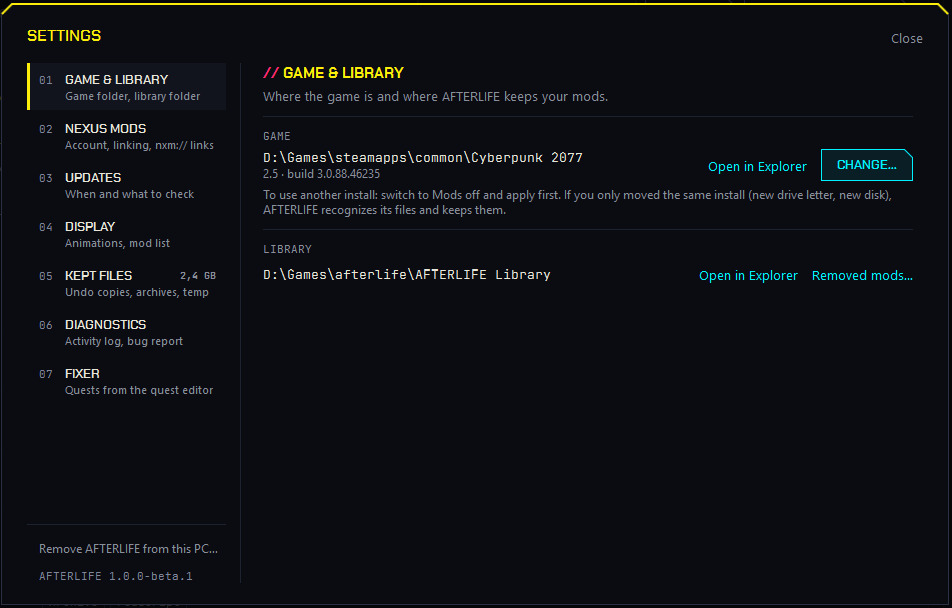 SETTINGS
Close
01 GAME & LIBRARY
Game folder, library folder
02 NEXUS MODS
Account, linking, nxm:// links
03 UPDATES
When and what to check
04 DISPLAY
Animations, mod list
05 KEPT FILES 2,4 GB
Undo copies, archives, temp
06 DIAGNOSTICS
Activity log, bug report
07 FIXER
Quests from the quest editor
Remove AFTERLIFE from this PC...
AFTERLIFE 1.0.0-beta.1
// GAME & LIBRARY
Where the game is and where AFTERLIFE keeps your mods.
GAME
D:\Games\steamapps\common\Cyberpunk 2077
2.5 · build 3.0.88.46235
Open in Explorer
CHANGE...
To use another install: switch to Mods off and apply first. If you only moved the same install (new drive letter, new disk),
AFTERLIFE recognizes its files and keeps them.
LIBRARY
D:\Games\afterlife\AFTERLIFE Library
Open in Explorer
Removed mods...